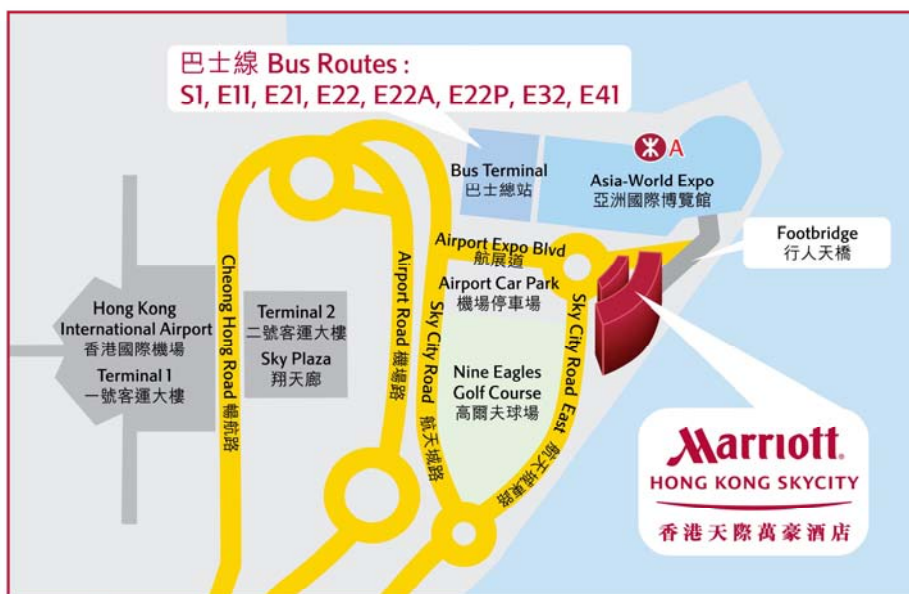 巴士線 Bus Routes :
S1, E11, E21, E22, E22A, E22P, E32, E41
Bus Terminal
巴士總站
A
Asia-World Expo
亞洲國際博覽館
Footbridge
行人天橋
Airport Expo Blvd
航展道
Airport Car Park
機場停車場
Cheong Hong Road 暢航路
Airport Road 機場路
Sky City Road 航天城路
Sky City Road East 航天城東路
Hong Kong
International Airport
香港國際機場
Terminal 1
一號客運大樓
Terminal 2
二號客運大樓
Sky Plaza
翔天廊
Nine Eagles
Golf Course
高爾夫球場
Marriott®
HONG KONG SKYCITY
香港天際萬豪酒店